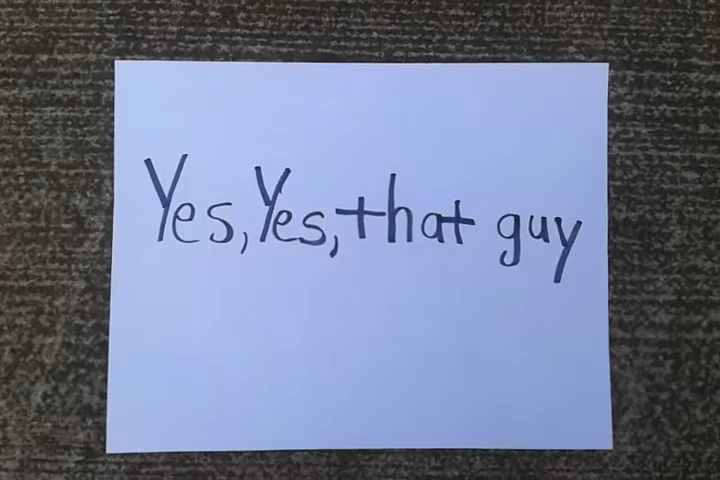 Yes, Yes, that guy